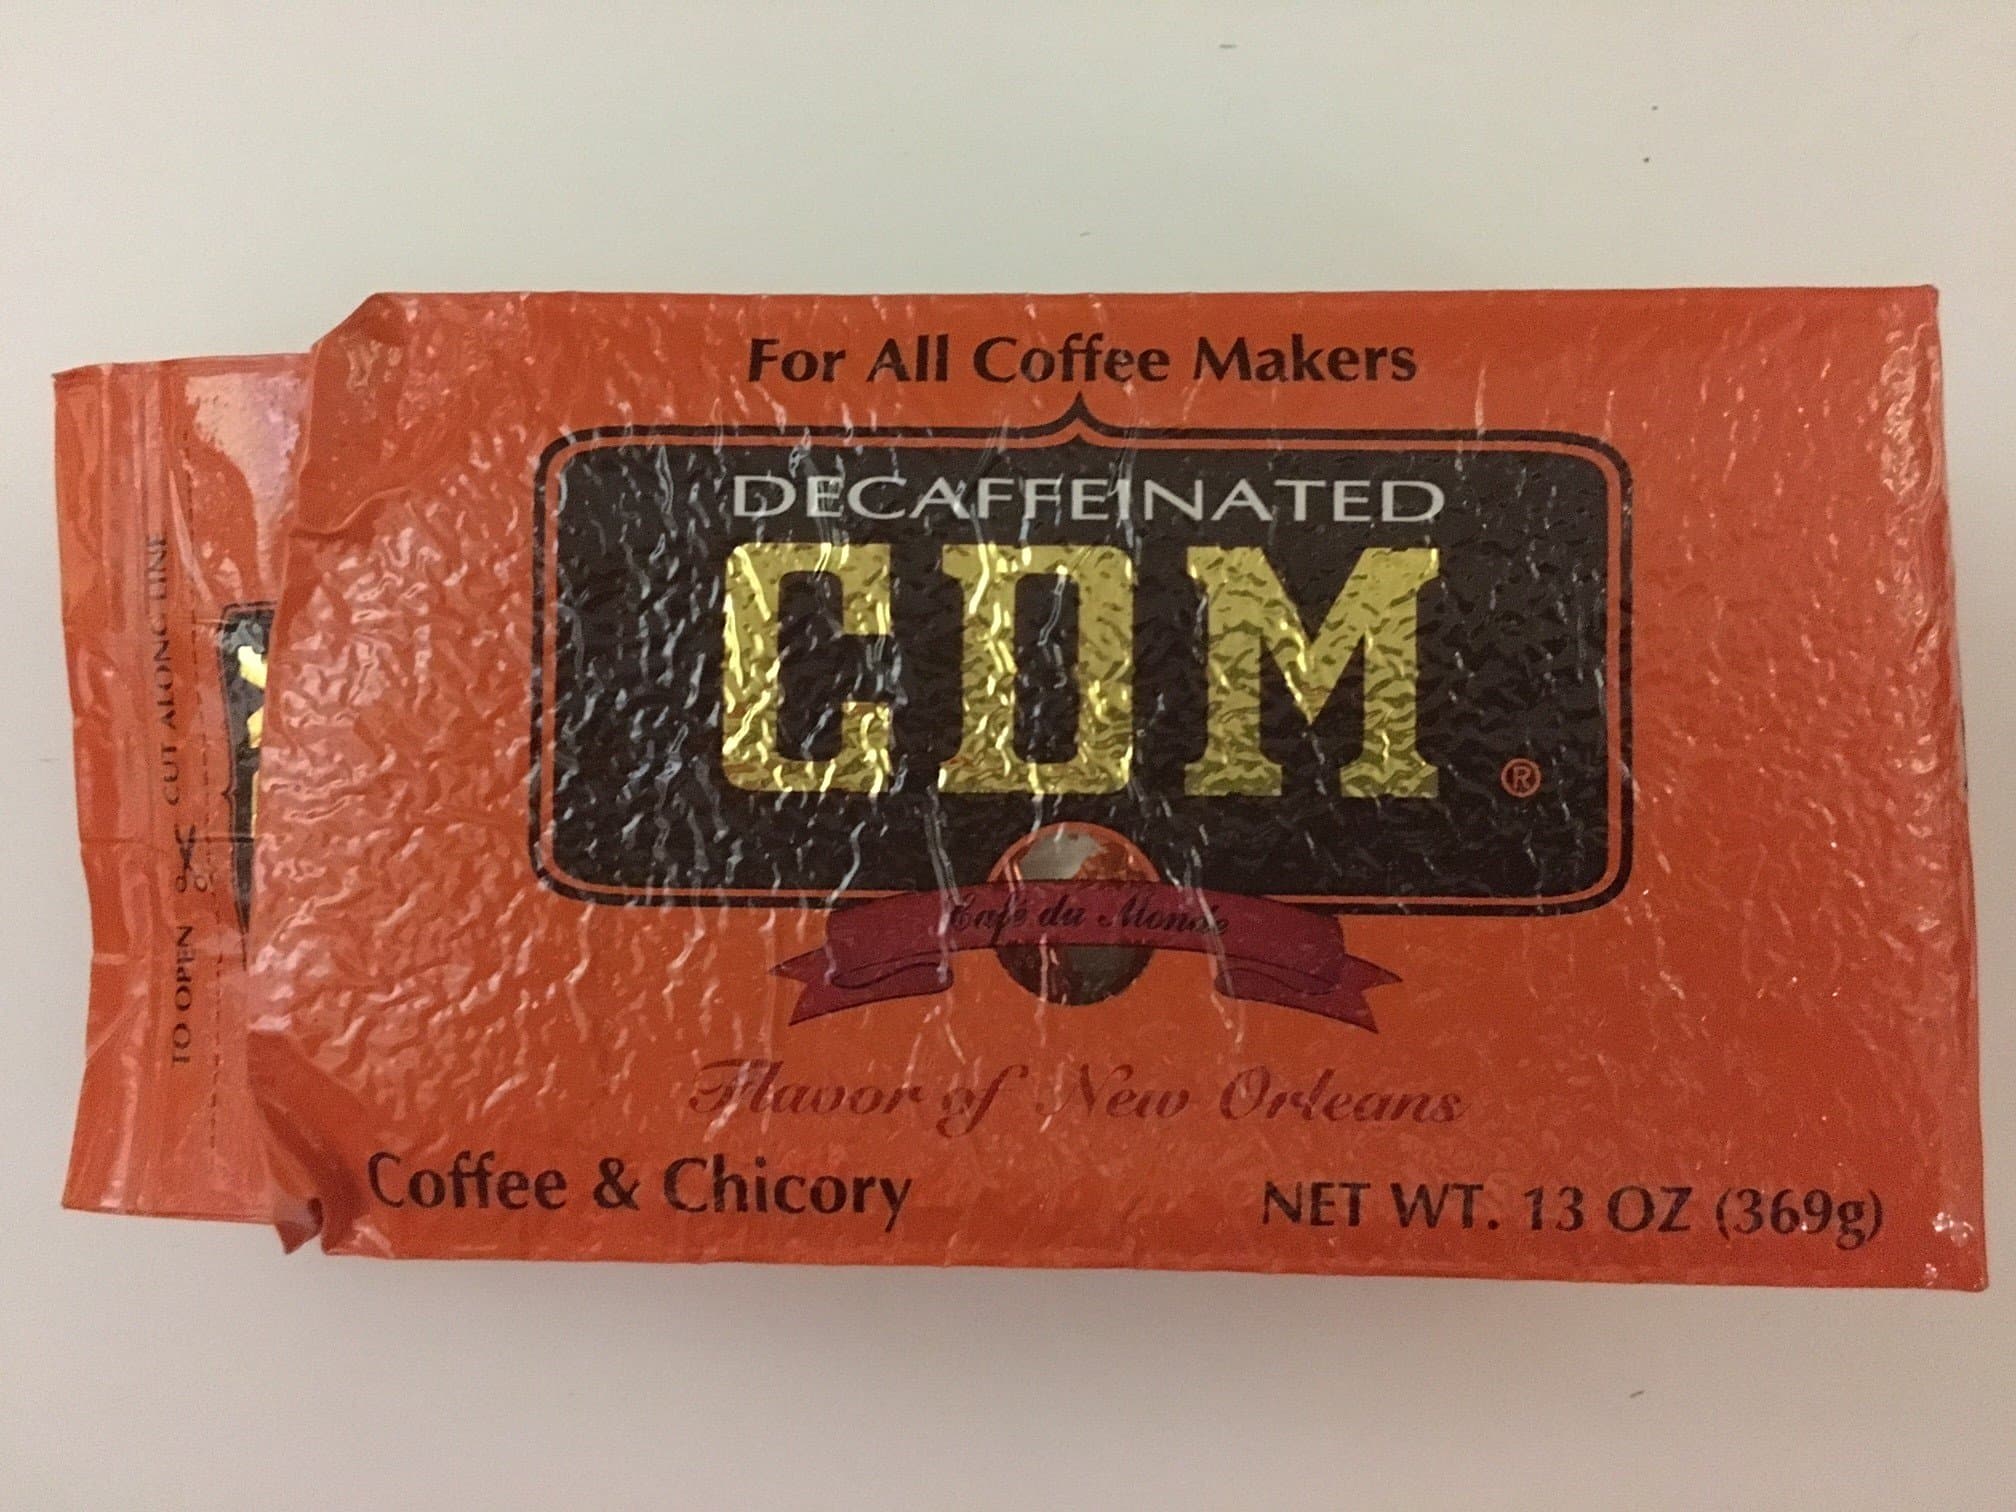 For All Coffee Makers
DECAFFEINATED
CDM
®
Café du Monde
Flavor of New Orleans
Coffee & Chicory
NET WT. 13 OZ (369g)
TO OPEN CUT ALONG LINE